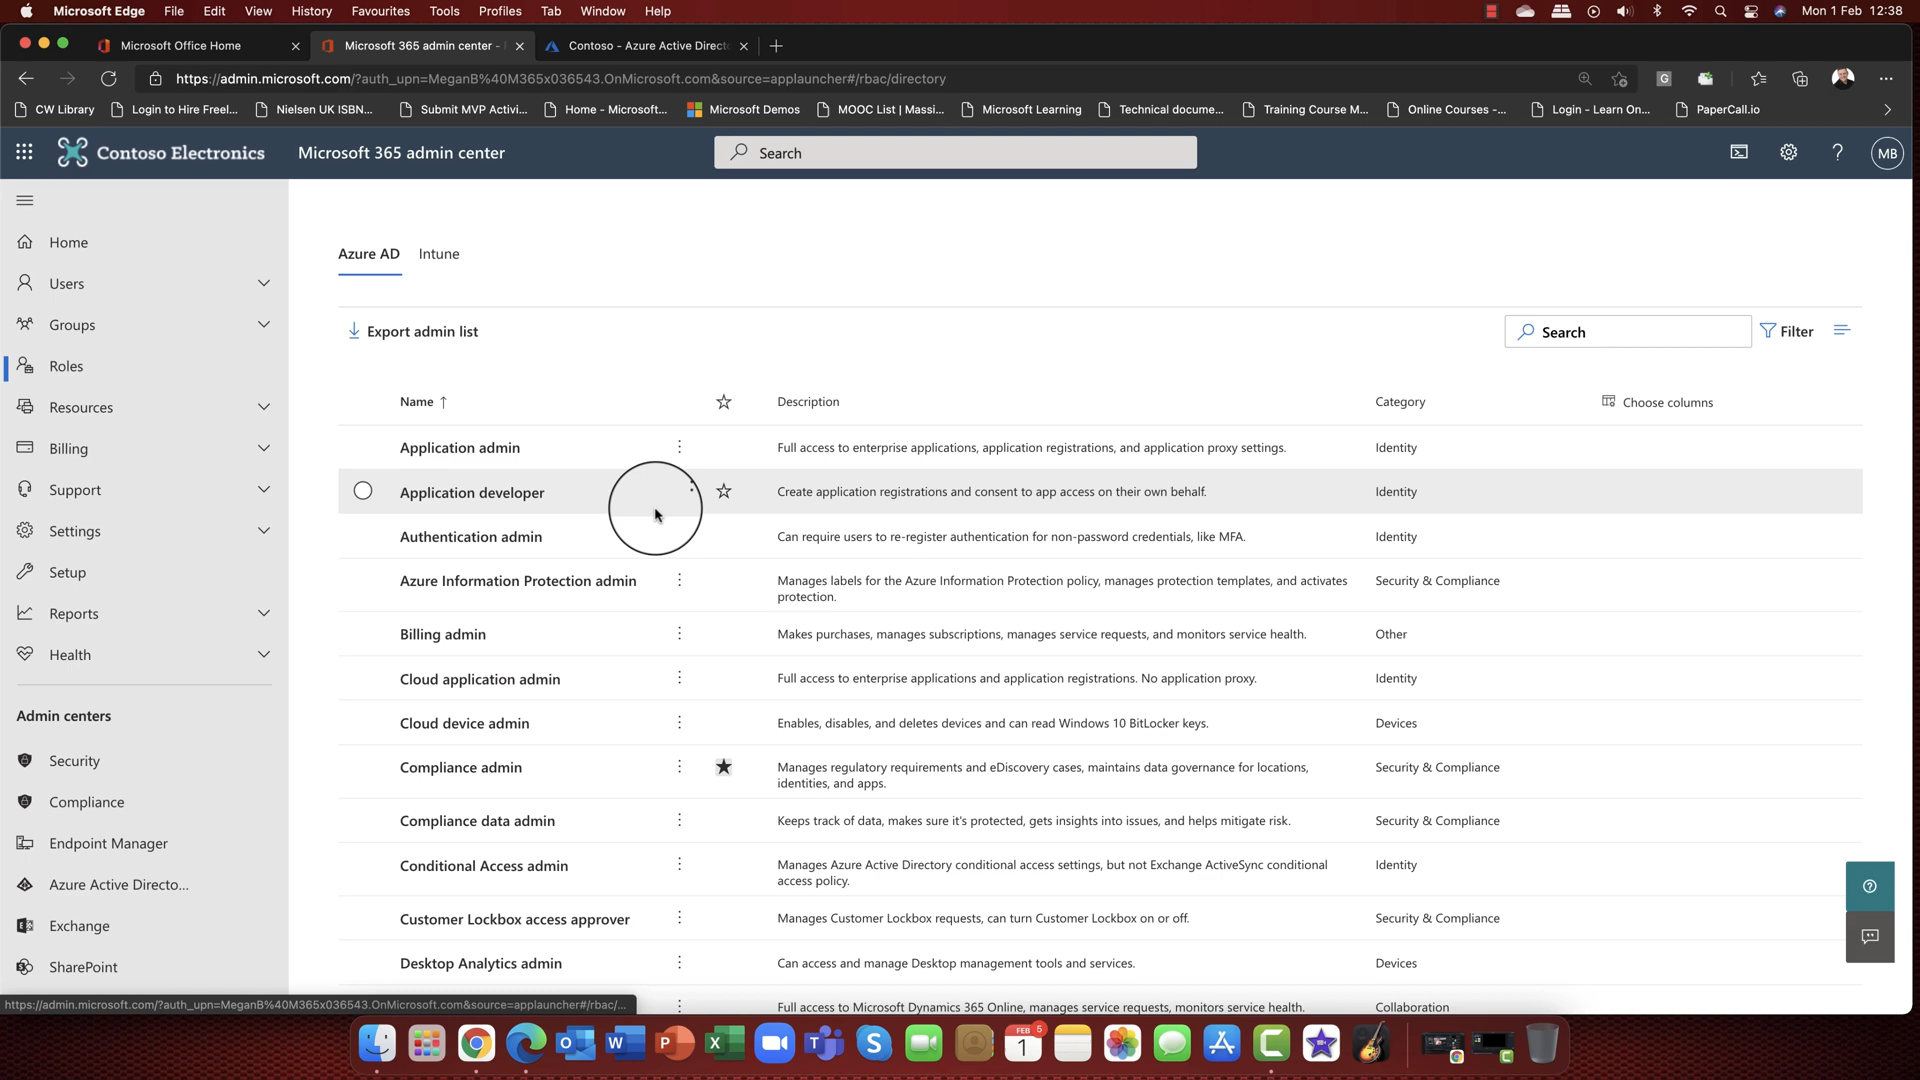 Microsoft Edge File Edit View History Favourites Tools Profiles Tab Window Help Mon 1 Feb 12:38
Microsoft Office Home Microsoft 365 admin center - Contoso - Azure Active Direct
https://admin.microsoft.com/?auth_upn=MeganB%40M365x036543.OnMicrosoft.com&source=applauncher#/rbac/directory
CW Library Login to Hire Freel... Nielsen UK ISBN... Submit MVP Activi... Home - Microsoft... Microsoft Demos MOOC List | Massi... Microsoft Learning Technical docume... Training Course M... Online Courses -... Login - Learn On... PaperCall.io
Contoso Electronics Microsoft 365 admin center Search MB
Home
Users
Groups
Roles
Resources
Billing
Support
Settings
Setup
Reports
Health
Admin centers
Security
Compliance
Endpoint Manager
Azure Active Directo...
Exchange
SharePoint
Azure AD Intune
Export admin list Search Filter
Name ↑ Description Category Choose columns
Application admin Full access to enterprise applications, application registrations, and application proxy settings. Identity
Application developer Create application registrations and consent to app access on their own behalf. Identity
Authentication admin Can require users to re-register authentication for non-password credentials, like MFA. Identity
Azure Information Protection admin Manages labels for the Azure Information Protection policy, manages protection templates, and activates Security & Compliance
protection.
Billing admin Makes purchases, manages subscriptions, manages service requests, and monitors service health. Other
Cloud application admin Full access to enterprise applications and application registrations. No application proxy. Identity
Cloud device admin Enables, disables, and deletes devices and can read Windows 10 BitLocker keys. Devices
Compliance admin Manages regulatory requirements and eDiscovery cases, maintains data governance for locations, Security & Compliance
identities, and apps.
Compliance data admin Keeps track of data, makes sure it's protected, gets insights into issues, and helps mitigate risk. Security & Compliance
Conditional Access admin Manages Azure Active Directory conditional access settings, but not Exchange ActiveSync conditional Identity
access policy.
Customer Lockbox access approver Manages Customer Lockbox requests, can turn Customer Lockbox on or off. Security & Compliance
Desktop Analytics admin Can access and manage Desktop management tools and services. Devices
Full access to Microsoft Dynamics 365 Online, manages service requests, monitors service health. Collaboration
https://admin.microsoft.com/?auth_upn=MeganB%40M365x036543.OnMicrosoft.com&source=applauncher#/rbac/...
FEB 5
1